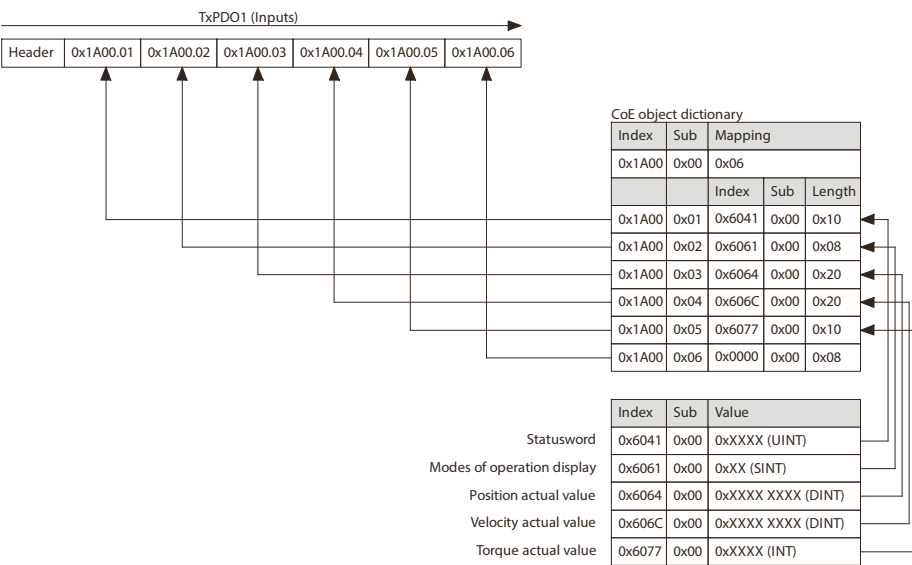 TxPDO1 (Inputs)
Header 0x1A00.01 0x1A00.02 0x1A00.03 0x1A00.04 0x1A00.05 0x1A00.06
CoE object dictionary
Index Sub Mapping
0x1A00 0x00 0x06
Index Sub Length
0x1A00 0x01 0x6041 0x00 0x10
0x1A00 0x02 0x6061 0x00 0x08
0x1A00 0x03 0x6064 0x00 0x20
0x1A00 0x04 0x606C 0x00 0x20
0x1A00 0x05 0x6077 0x00 0x10
0x1A00 0x06 0x0000 0x00 0x08
Index Sub Value
Statusword 0x6041 0x00 0xXXXX (UINT)
Modes of operation display 0x6061 0x00 0xXX (SINT)
Position actual value 0x6064 0x00 0xXXXX XXXX (DINT)
Velocity actual value 0x606C 0x00 0xXXXX XXXX (DINT)
Torque actual value 0x6077 0x00 0xXXXX (INT)